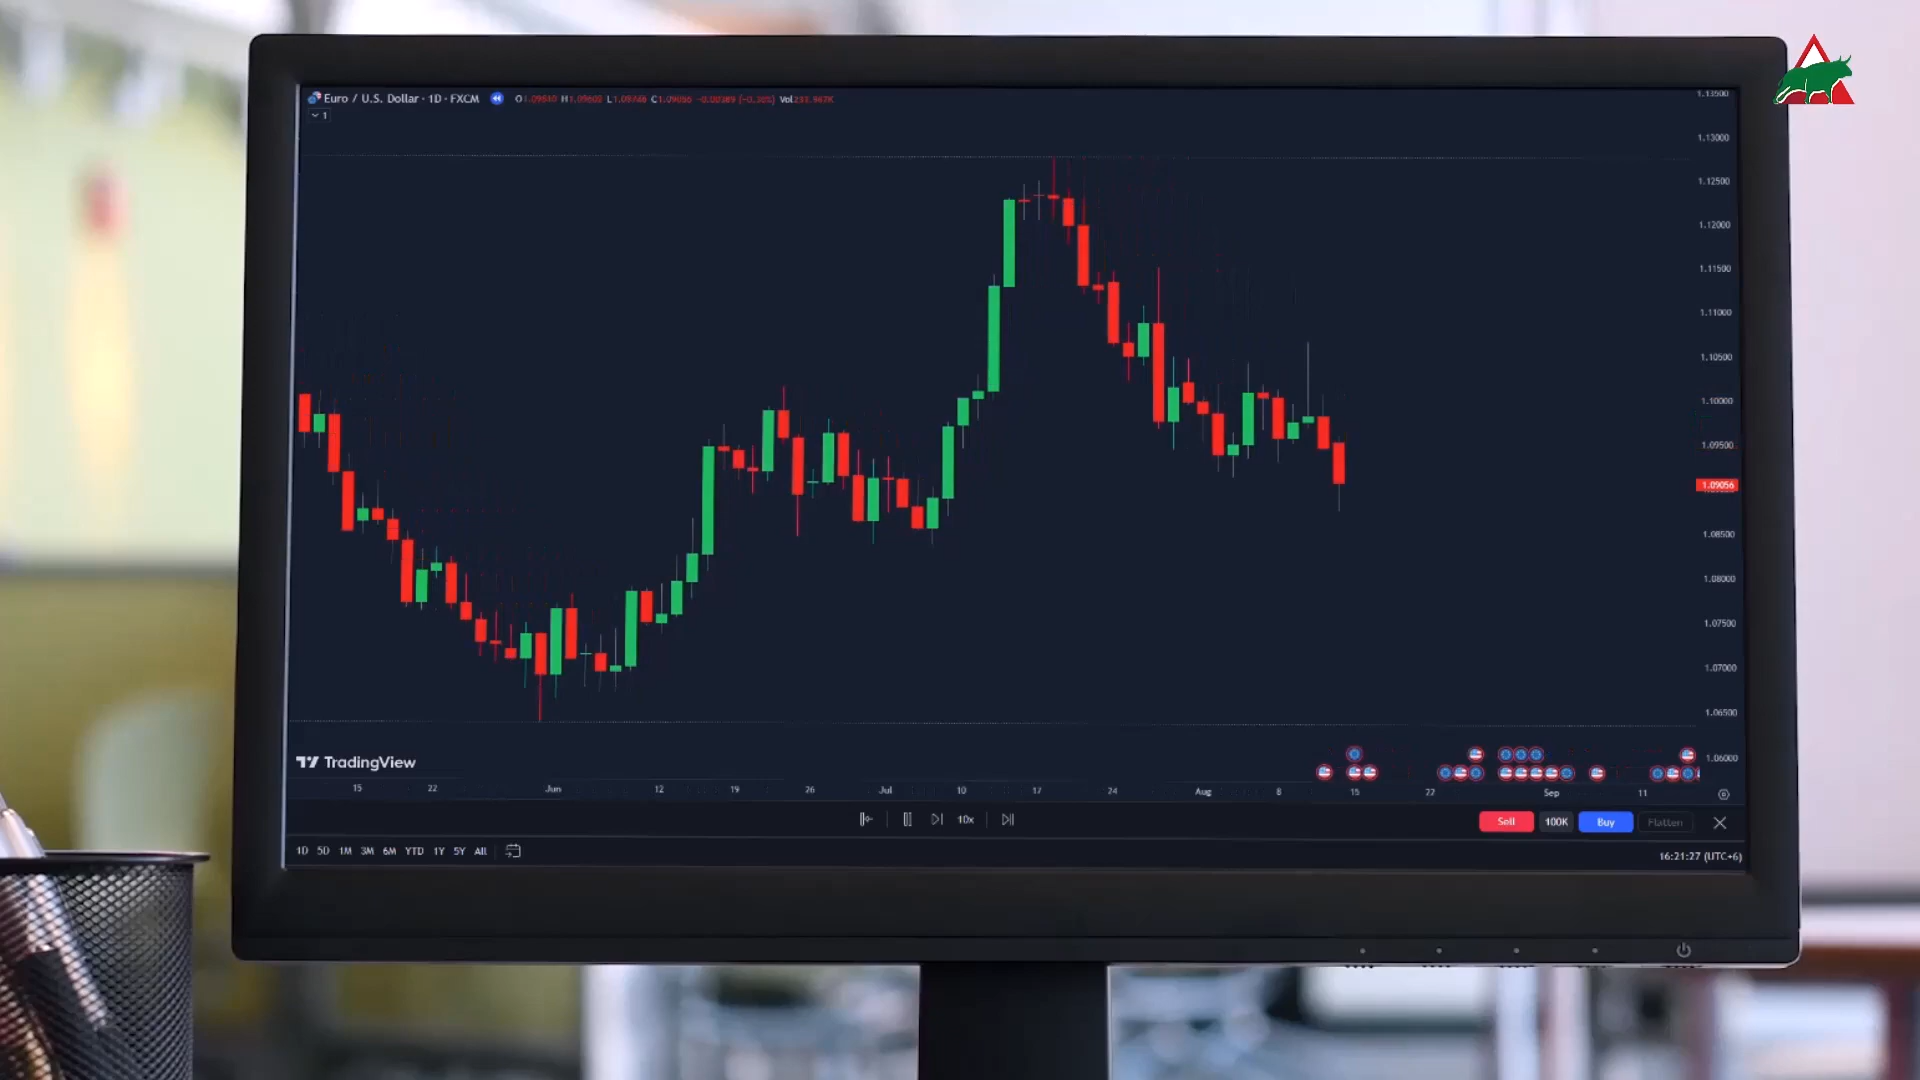 Euro / U.S. Dollar · 1D · FXCM
1
1.13500
1.13000
1.12500
1.12000
1.11500
1.11000
1.10500
1.10000
1.09500
1.09056
1.08500
1.08000
1.07500
1.07000
1.06500
1.06000
TradingView
15 22 Jun 12 19 26 Jul 10 17 24 Aug 8 15 22 Sep 11
10x
Sell 100K Buy Flatten
1D 5D 1M 3M 6M YTD 1Y 5Y All
16:21:27 (UTC+6)